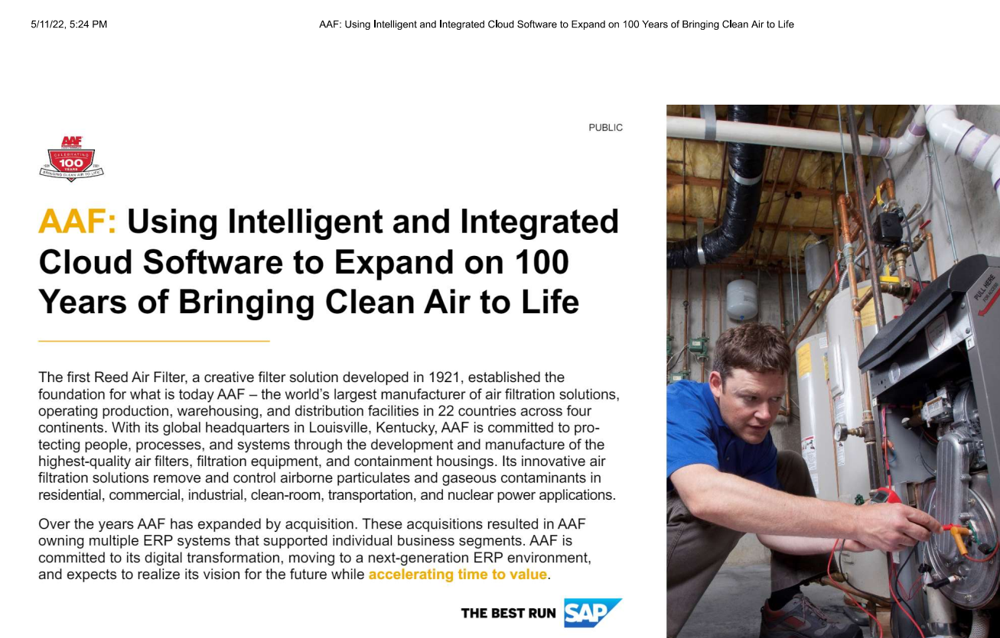 5/11/22, 5:24 PM
AAF: Using Intelligent and Integrated Cloud Software to Expand on 100 Years of Bringing Clean Air to Life
PUBLIC
AAF
CELEBRATING
100
YEARS
1921 2021
BRINGING CLEAN AIR TO LIFE
AAF: Using Intelligent and Integrated
Cloud Software to Expand on 100
Years of Bringing Clean Air to Life
The first Reed Air Filter, a creative filter solution developed in 1921, established the
foundation for what is today AAF – the world’s largest manufacturer of air filtration solutions,
operating production, warehousing, and distribution facilities in 22 countries across four
continents. With its global headquarters in Louisville, Kentucky, AAF is committed to pro-
tecting people, processes, and systems through the development and manufacture of the
highest-quality air filters, filtration equipment, and containment housings. Its innovative air
filtration solutions remove and control airborne particulates and gaseous contaminants in
residential, commercial, industrial, clean-room, transportation, and nuclear power applications.
Over the years AAF has expanded by acquisition. These acquisitions resulted in AAF
owning multiple ERP systems that supported individual business segments. AAF is
committed to its digital transformation, moving to a next-generation ERP environment,
and expects to realize its vision for the future while accelerating time to value.
THE BEST RUN SAP
PULL HERE
FOR ACCESS